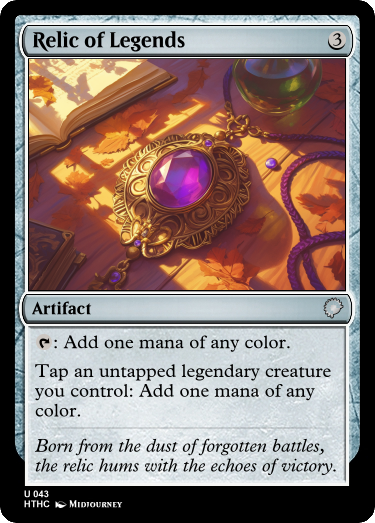 Relic of Legends 3
Artifact
: Add one mana of any color.
Tap an untapped legendary creature
you control: Add one mana of any
color.
Born from the dust of forgotten battles,
the relic hums with the echoes of victory.
U 043
HTHC Midjourney